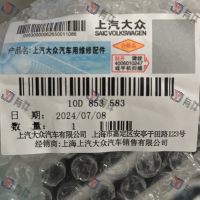 上汽大众
SAIC VOLKSWAGEN
产品名: 上汽大众汽车用维修配件
10D 853 583
日期: 2024/07/08
数量: 1
上汽大众汽车有限公司 上海市嘉定区安亭于田路123号
经销商: 上海上汽大众汽车销售有限公司